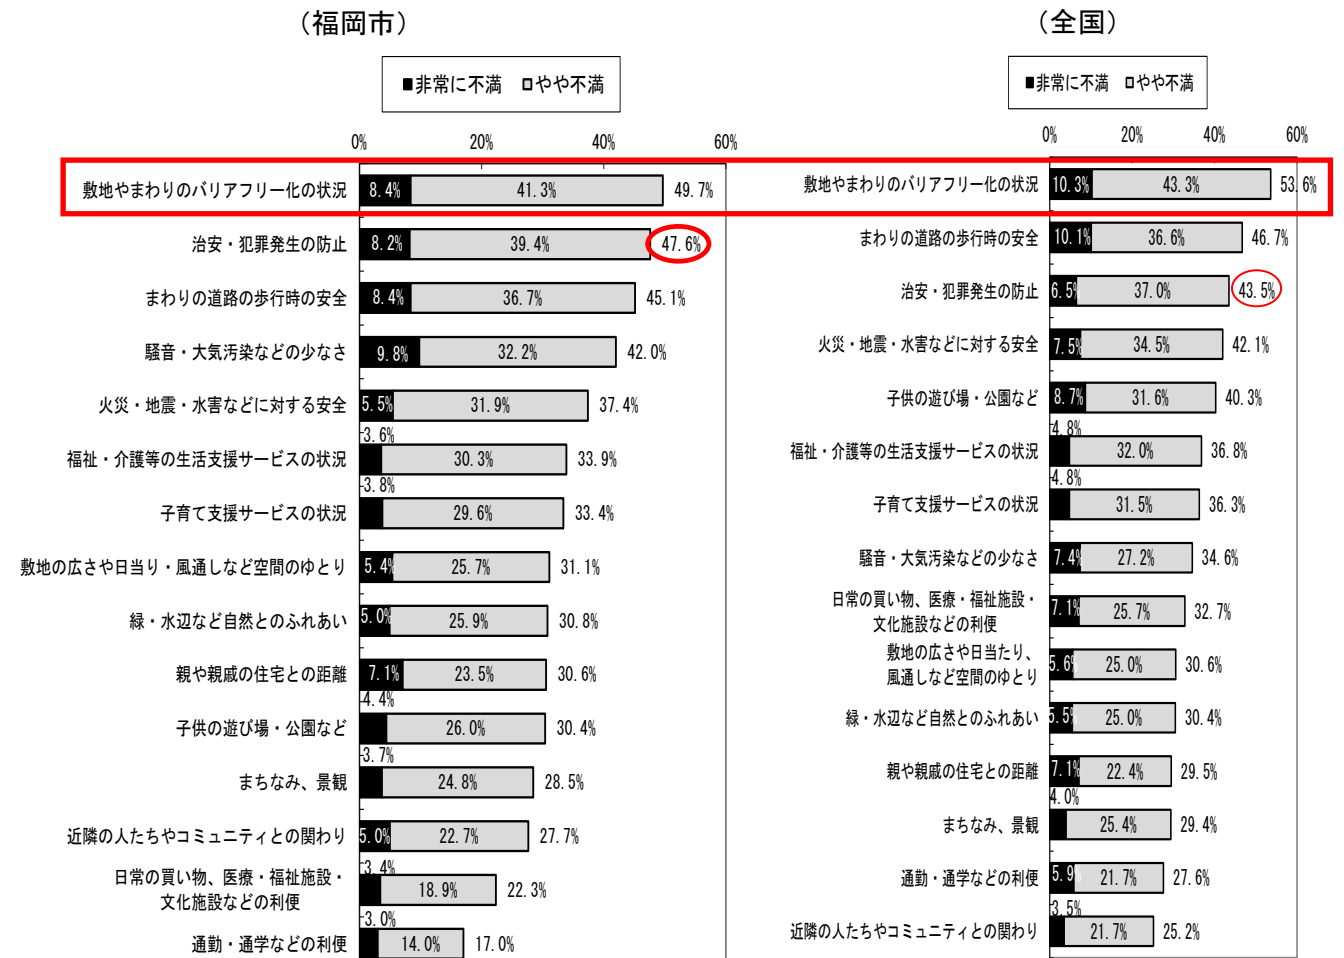 （福岡市）
■非常に不満 □やや不満
0% 20% 40% 60%
敷地やまわりのバリアフリー化の状況 8.4% 41.3% 49.7%
治安・犯罪発生の防止 8.2% 39.4% 47.6%
まわりの道路の歩行時の安全 8.4% 36.7% 45.1%
騒音・大気汚染などの少なさ 9.8% 32.2% 42.0%
火災・地震・水害などに対する安全 5.5% 31.9% 37.4%
3.6%
福祉・介護等の生活支援サービスの状況 30.3% 33.9%
3.8%
子育て支援サービスの状況 29.6% 33.4%
敷地の広さや日当り・風通しなど空間のゆとり 5.4% 25.7% 31.1%
緑・水辺など自然とのふれあい 5.0% 25.9% 30.8%
親や親戚の住宅との距離 7.1% 23.5% 30.6%
4.4%
子供の遊び場・公園など 26.0% 30.4%
3.7%
まちなみ、景観 24.8% 28.5%
近隣の人たちやコミュニティとの関わり 5.0% 22.7% 27.7%
3.4%
日常の買い物、医療・福祉施設・
文化施設などの利便 18.9% 22.3%
3.0%
通勤・通学などの利便 14.0% 17.0%
（全国）
■非常に不満 □やや不満
0% 20% 40% 60%
敷地やまわりのバリアフリー化の状況 10.3% 43.3% 53.6%
まわりの道路の歩行時の安全 10.1% 36.6% 46.7%
治安・犯罪発生の防止 6.5% 37.0% 43.5%
火災・地震・水害などに対する安全 7.5% 34.5% 42.1%
子供の遊び場・公園など 8.7% 31.6% 40.3%
4.8%
福祉・介護等の生活支援サービスの状況 32.0% 36.8%
4.8%
子育て支援サービスの状況 31.5% 36.3%
騒音・大気汚染などの少なさ 7.4% 27.2% 34.6%
日常の買い物、医療・福祉施設・
文化施設などの利便 7.1% 25.7% 32.7%
敷地の広さや日当たり、
風通しなど空間のゆとり 5.6% 25.0% 30.6%
緑・水辺など自然とのふれあい 5.5% 25.0% 30.4%
親や親戚の住宅との距離 7.1% 22.4% 29.5%
4.0%
まちなみ、景観 25.4% 29.4%
通勤・通学などの利便 5.9% 21.7% 27.6%
3.5%
近隣の人たちやコミュニティとの関わり 21.7% 25.2%